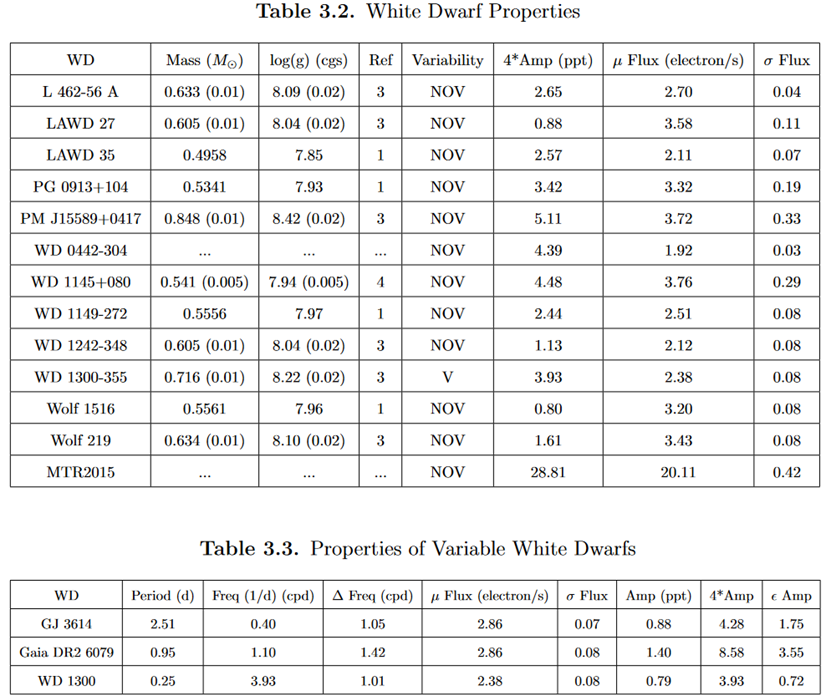 Table 3.2. White Dwarf Properties
WD Mass (M⊙) log(g) (cgs) Ref Variability 4*Amp (ppt) μ Flux (electron/s) σ Flux
L 462-56 A 0.633 (0.01) 8.09 (0.02) 3 NOV 2.65 2.70 0.04
LAWD 27 0.605 (0.01) 8.04 (0.02) 3 NOV 0.88 3.58 0.11
LAWD 35 0.4958 7.85 1 NOV 2.57 2.11 0.07
PG 0913+104 0.5341 7.93 1 NOV 3.42 3.32 0.19
PM J15589+0417 0.848 (0.01) 8.42 (0.02) 3 NOV 5.11 3.72 0.33
WD 0442-304 ... ... ... NOV 4.39 1.92 0.03
WD 1145+080 0.541 (0.005) 7.94 (0.005) 4 NOV 4.48 3.76 0.29
WD 1149-272 0.5556 7.97 1 NOV 2.44 2.51 0.08
WD 1242-348 0.605 (0.01) 8.04 (0.02) 3 NOV 1.13 2.12 0.08
WD 1300-355 0.716 (0.01) 8.22 (0.02) 3 V 3.93 2.38 0.08
Wolf 1516 0.5561 7.96 1 NOV 0.80 3.20 0.08
Wolf 219 0.634 (0.01) 8.10 (0.02) 3 NOV 1.61 3.43 0.08
MTR2015 ... ... ... NOV 28.81 20.11 0.42
Table 3.3. Properties of Variable White Dwarfs
WD Period (d) Freq (1/d) (cpd) Δ Freq (cpd) μ Flux (electron/s) σ Flux Amp (ppt) 4*Amp ϵ Amp
GJ 3614 2.51 0.40 1.05 2.86 0.07 0.88 4.28 1.75
Gaia DR2 6079 0.95 1.10 1.42 2.86 0.08 1.40 8.58 3.55
WD 1300 0.25 3.93 1.01 2.38 0.08 0.79 3.93 0.72